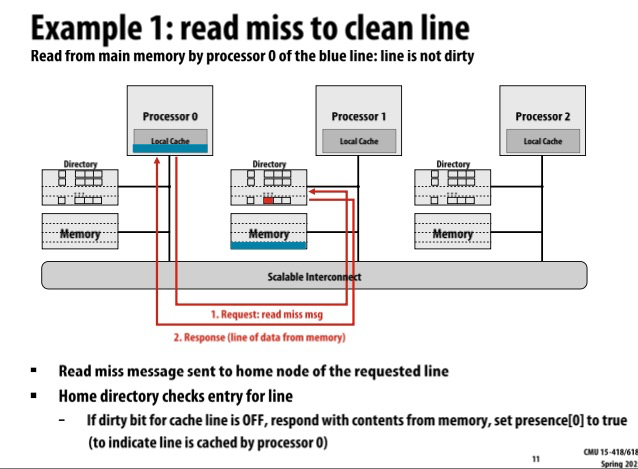 Example 1: read miss to clean line
Read from main memory by processor 0 of the blue line: line is not dirty
Processor 0
Local Cache
Processor 1
Local Cache
Processor 2
Local Cache
Directory
Directory
Directory
Memory
Memory
Memory
Scalable Interconnect
1. Request: read miss msg
2. Response (line of data from memory)
▪ Read miss message sent to home node of the requested line
▪ Home directory checks entry for line
- If dirty bit for cache line is OFF, respond with contents from memory, set presence[0] to true
(to indicate line is cached by processor 0)
11
CMU 15-418/618
Spring 202